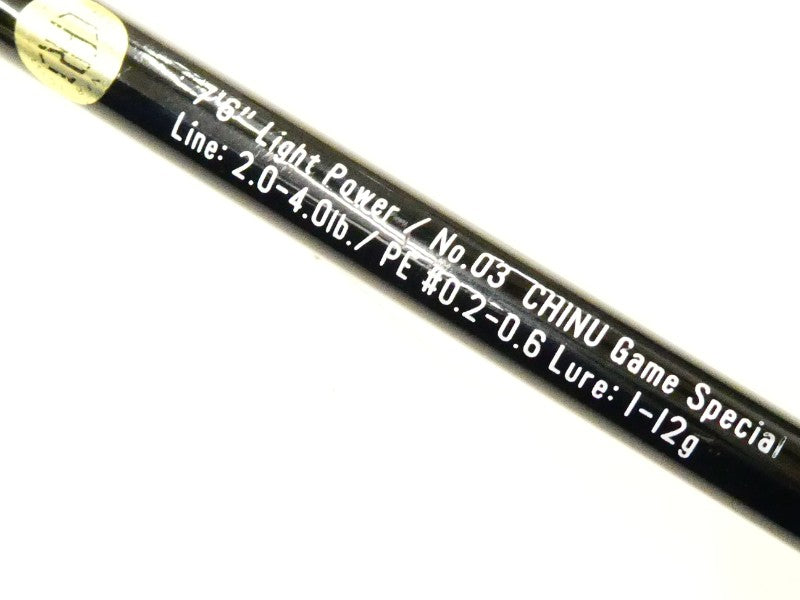 7'6" Light Power / No.03 CHINU Game Special
Line: 2.0-4.0lb. / PE #0.2-0.6 Lure: 1-12g